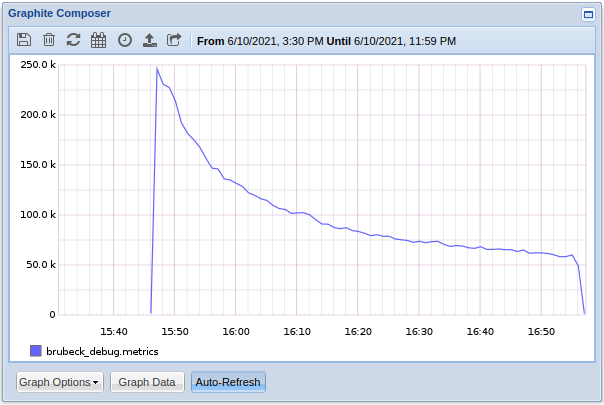 Graphite Composer
From 6/10/2021, 3:30 PM Until 6/10/2021, 11:59 PM
250.0 k
200.0 k
150.0 k
100.0 k
50.0 k
0
15:40 15:50 16:00 16:10 16:20 16:30 16:40 16:50
brubeck_debug.metrics
Graph Options Graph Data Auto-Refresh